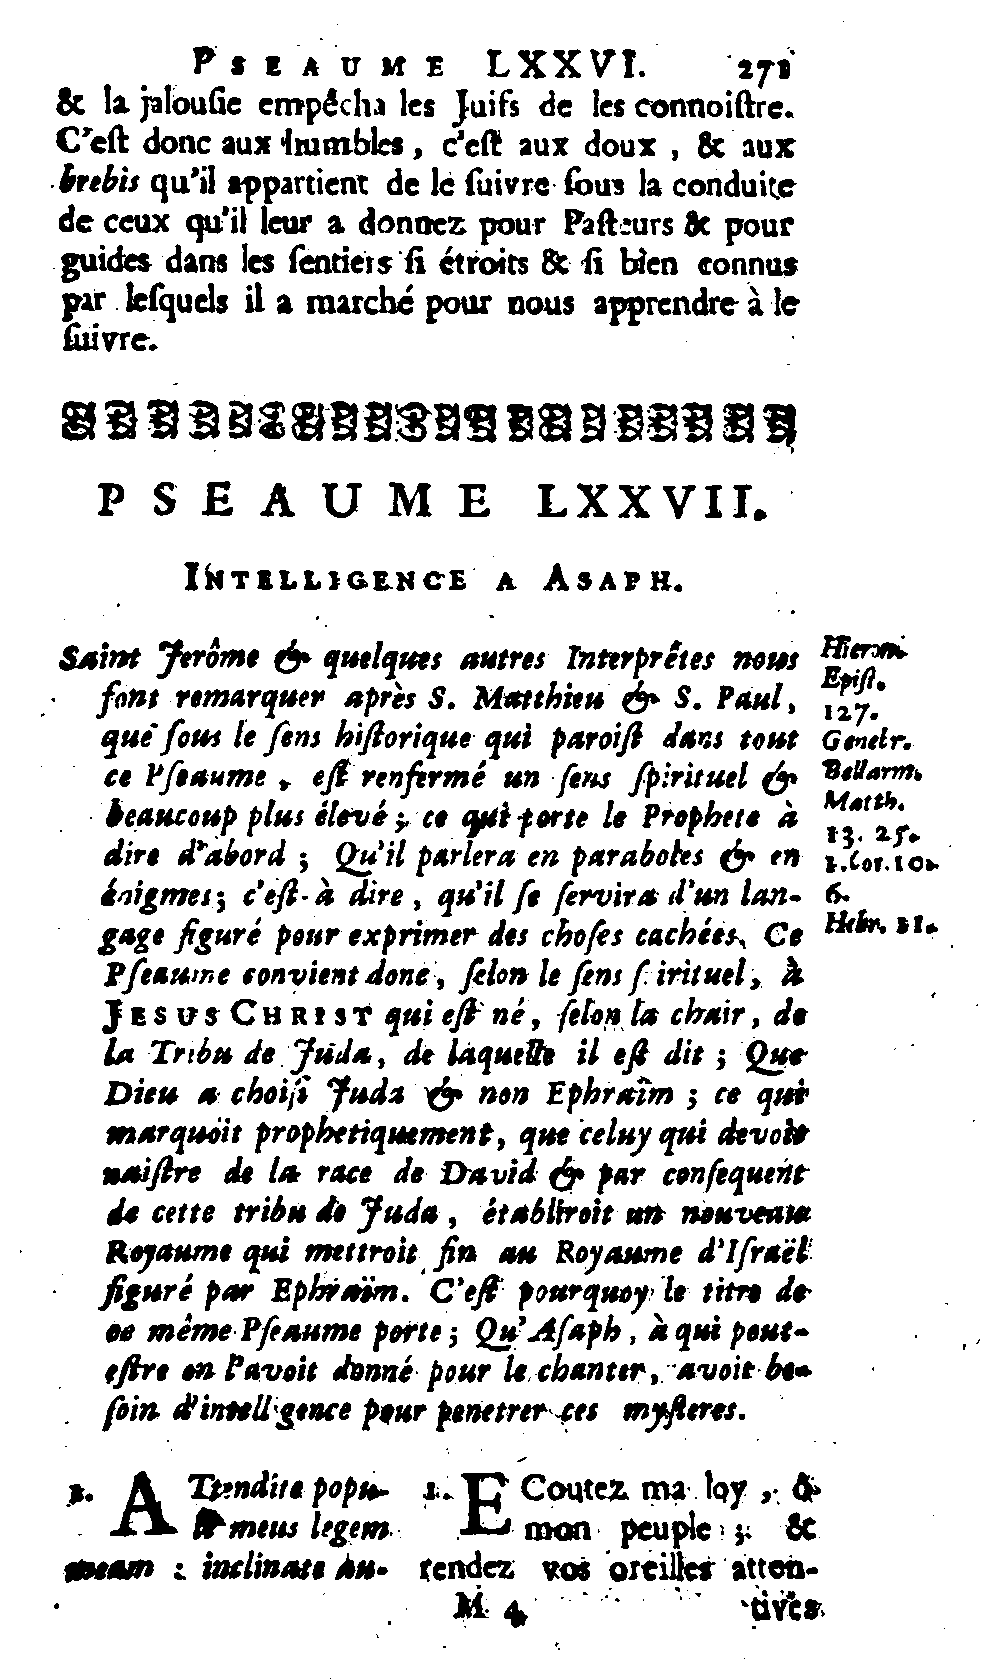 PSEAUME LXXVI. 271
& la jalouſie empêcha les Juifs de les connoiſtre.
C'eſt donc aux humbles, c'eſt aux doux, & aux
brebis qu'il appartient de le ſuivre ſous la conduite
de ceux qu'il leur a donnez pour Paſteurs & pour
guides dans les ſentiers ſi étroits & ſi bien connus
par leſquels il a marché pour nous apprendre à le
ſuivre.
PSEAUME LXXVII.
INTELLIGENCE A ASAPH.
Saint Jerôme & quelques autres Interprêtes nous
font remarquer après S. Matthieu & S. Paul,
que ſous le ſens hiſtorique qui paroiſt dans tout
ce Pſeaume, eſt renfermé un ſens ſpirituel &
beaucoup plus élevé; ce qui porte le Prophete à
dire d'abord; Qu'il parlera en paraboles & en
énigmes; c'eſt-à dire, qu'il ſe ſervira d'un lan-
gage figuré pour exprimer des choſes cachées. Ce
Pſeaume convient donc, ſelon le ſens ſpirituel, à
JESUS CHRIST qui eſt né, ſelon la chair, de
la Tribu de Juda, de laquelle il eſt dit; Que
Dieu a choiſi Juda & non Ephraïm; ce qui
marquoit prophetiquement, que celuy qui devoit
naiſtre de la race de David & par conſequent
de cette tribu de Juda, établiroit un nouveau
Royaume qui mettroit fin au Royaume d'Iſraël
figuré par Ephraïm. C'eſt pourquoy le titre de
ce même Pſeaume porte; Qu'Aſaph, à qui peut-
eſtre on l'avoit donné pour le chanter, avoit be-
ſoin d'intelligence pour penetrer ces myſteres.
Hieron.
Epiſt.
127.
Genebr.
Bellarm.
Matth.
13. 25.
1. Cor. 10.
6.
Hebr. 11.
1. ATtendite popu-
le meus legem
meam : inclinate au-
1. ECoutez ma loy, ô
mon peuple; &
rendez vos oreilles atten-
M 4 tives